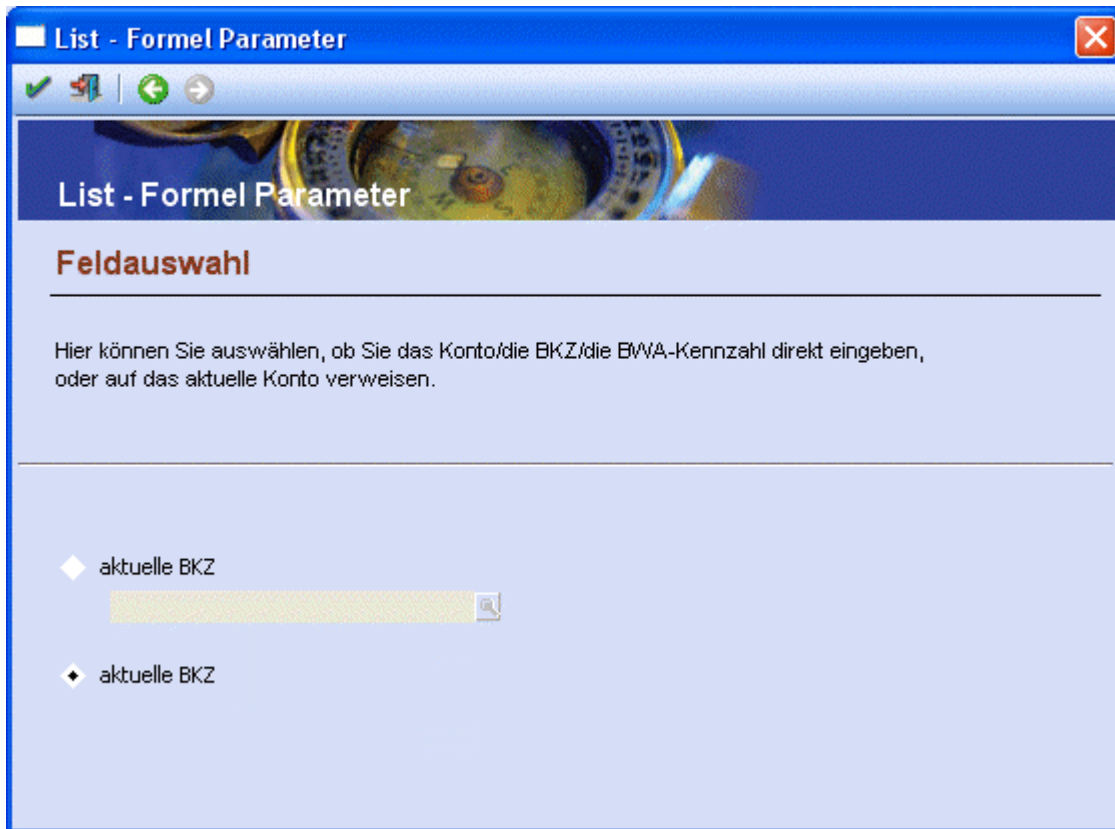 List - Formel Parameter
List - Formel Parameter
Feldauswahl
Hier können Sie auswählen, ob Sie das Konto/die BKZ/die BWA-Kennzahl direkt eingeben,
oder auf das aktuelle Konto verweisen.
aktuelle BKZ
aktuelle BKZ